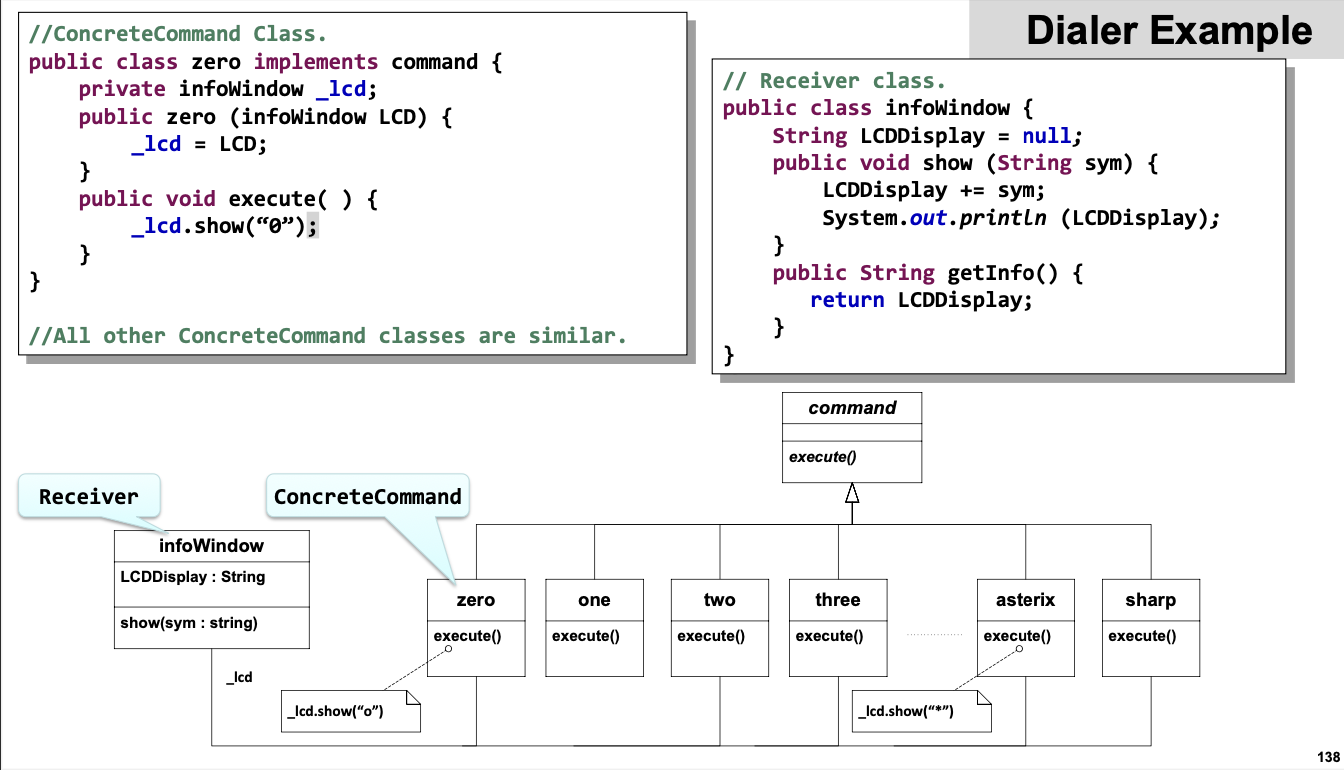 Dialer Example
//ConcreteCommand Class.
public class zero implements command {
private infoWindow _lcd;
public zero (infoWindow LCD) {
_lcd = LCD;
}
public void execute( ) {
_lcd.show(“0”);
}
}
//All other ConcreteCommand classes are similar.
// Receiver class.
public class infoWindow {
String LCDDisplay = null;
public void show (String sym) {
LCDDisplay += sym;
System.out.println (LCDDisplay);
}
public String getInfo() {
return LCDDisplay;
}
}
command
execute()
Receiver
ConcreteCommand
infoWindow
LCDDisplay : String
show(sym : string)
zero
execute()
one
execute()
two
execute()
three
execute()
asterix
execute()
sharp
execute()
_lcd
_lcd.show(“o”)
_lcd.show(“*”)
138